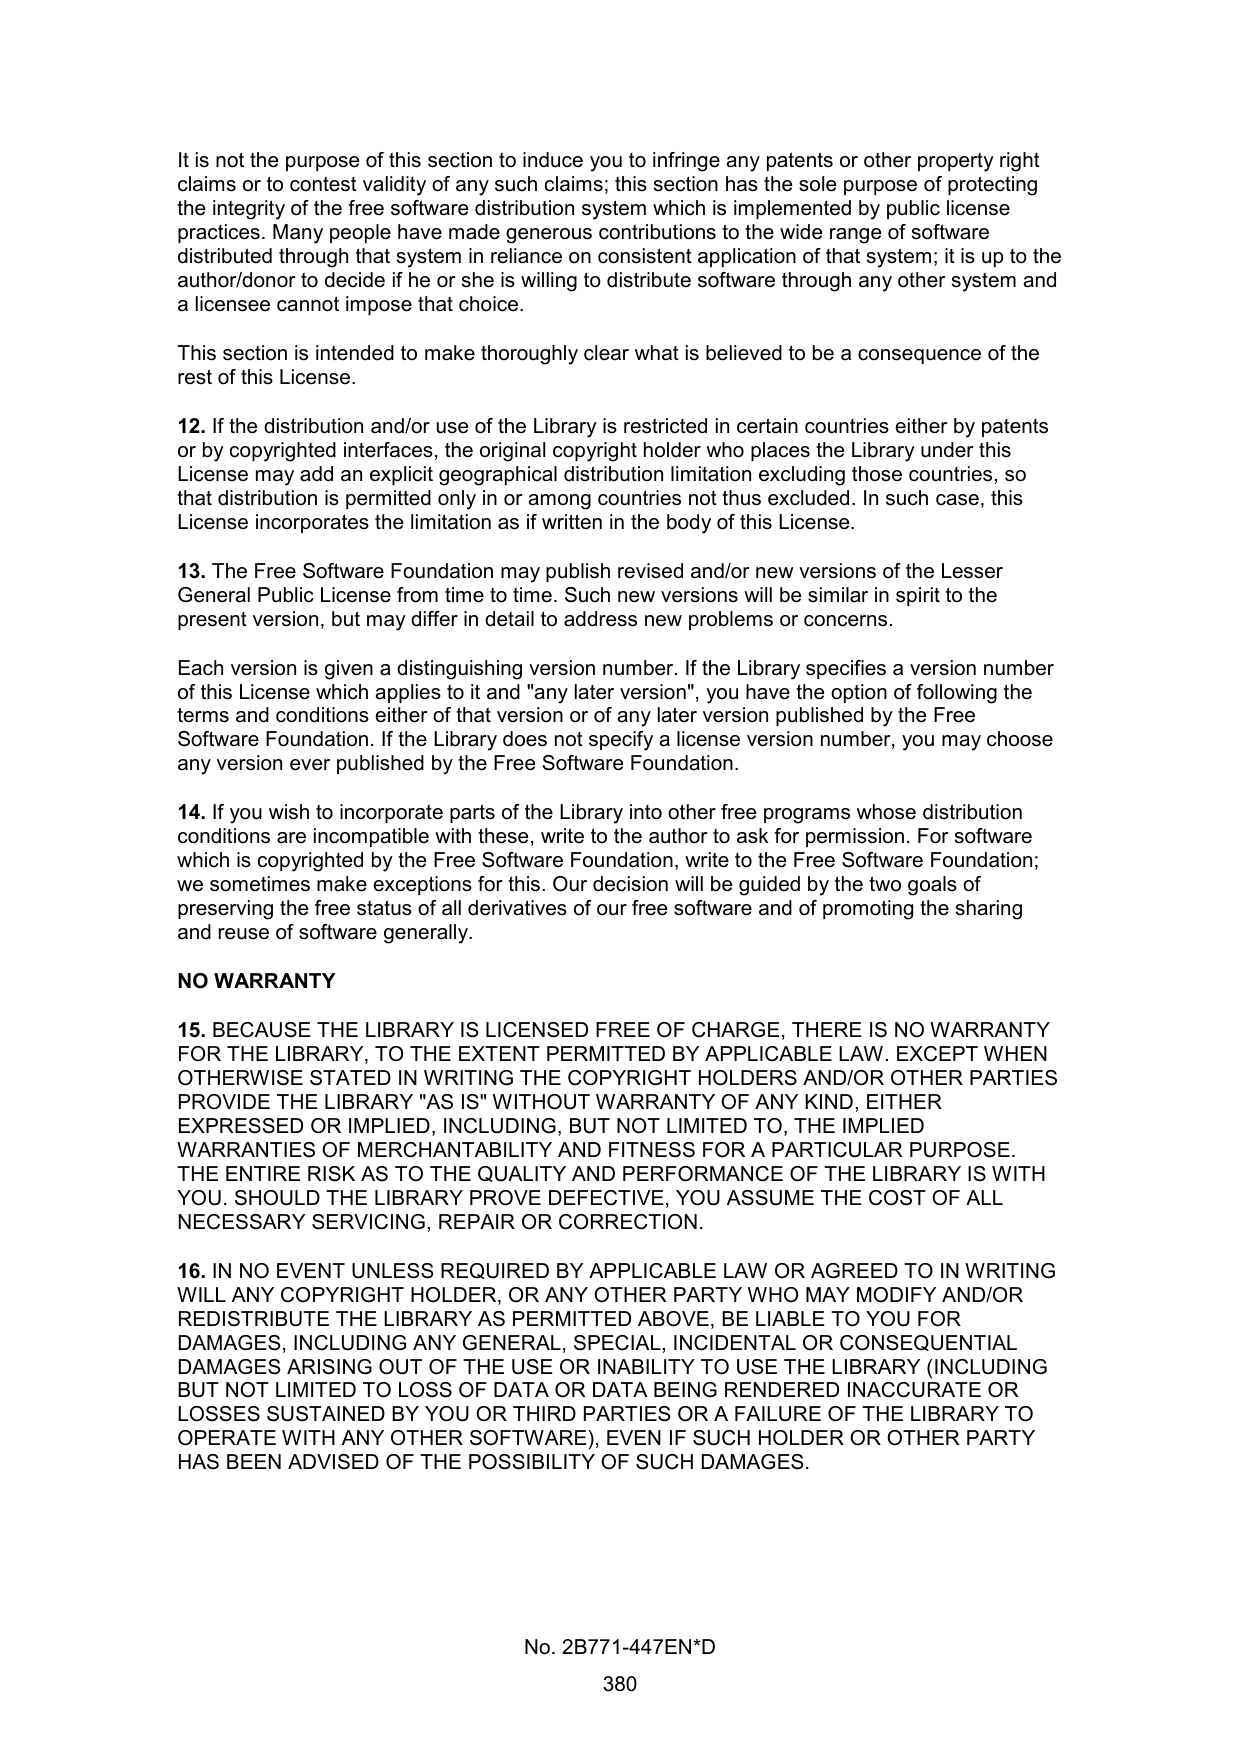 It is not the purpose of this section to induce you to infringe any patents or other property right
claims or to contest validity of any such claims; this section has the sole purpose of protecting
the integrity of the free software distribution system which is implemented by public license
practices. Many people have made generous contributions to the wide range of software
distributed through that system in reliance on consistent application of that system; it is up to the
author/donor to decide if he or she is willing to distribute software through any other system and
a licensee cannot impose that choice.
This section is intended to make thoroughly clear what is believed to be a consequence of the
rest of this License.
12. If the distribution and/or use of the Library is restricted in certain countries either by patents
or by copyrighted interfaces, the original copyright holder who places the Library under this
License may add an explicit geographical distribution limitation excluding those countries, so
that distribution is permitted only in or among countries not thus excluded. In such case, this
License incorporates the limitation as if written in the body of this License.
13. The Free Software Foundation may publish revised and/or new versions of the Lesser
General Public License from time to time. Such new versions will be similar in spirit to the
present version, but may differ in detail to address new problems or concerns.
Each version is given a distinguishing version number. If the Library specifies a version number
of this License which applies to it and "any later version", you have the option of following the
terms and conditions either of that version or of any later version published by the Free
Software Foundation. If the Library does not specify a license version number, you may choose
any version ever published by the Free Software Foundation.
14. If you wish to incorporate parts of the Library into other free programs whose distribution
conditions are incompatible with these, write to the author to ask for permission. For software
which is copyrighted by the Free Software Foundation, write to the Free Software Foundation;
we sometimes make exceptions for this. Our decision will be guided by the two goals of
preserving the free status of all derivatives of our free software and of promoting the sharing
and reuse of software generally.
NO WARRANTY
15. BECAUSE THE LIBRARY IS LICENSED FREE OF CHARGE, THERE IS NO WARRANTY
FOR THE LIBRARY, TO THE EXTENT PERMITTED BY APPLICABLE LAW. EXCEPT WHEN
OTHERWISE STATED IN WRITING THE COPYRIGHT HOLDERS AND/OR OTHER PARTIES
PROVIDE THE LIBRARY "AS IS" WITHOUT WARRANTY OF ANY KIND, EITHER
EXPRESSED OR IMPLIED, INCLUDING, BUT NOT LIMITED TO, THE IMPLIED
WARRANTIES OF MERCHANTABILITY AND FITNESS FOR A PARTICULAR PURPOSE.
THE ENTIRE RISK AS TO THE QUALITY AND PERFORMANCE OF THE LIBRARY IS WITH
YOU. SHOULD THE LIBRARY PROVE DEFECTIVE, YOU ASSUME THE COST OF ALL
NECESSARY SERVICING, REPAIR OR CORRECTION.
16. IN NO EVENT UNLESS REQUIRED BY APPLICABLE LAW OR AGREED TO IN WRITING
WILL ANY COPYRIGHT HOLDER, OR ANY OTHER PARTY WHO MAY MODIFY AND/OR
REDISTRIBUTE THE LIBRARY AS PERMITTED ABOVE, BE LIABLE TO YOU FOR
DAMAGES, INCLUDING ANY GENERAL, SPECIAL, INCIDENTAL OR CONSEQUENTIAL
DAMAGES ARISING OUT OF THE USE OR INABILITY TO USE THE LIBRARY (INCLUDING
BUT NOT LIMITED TO LOSS OF DATA OR DATA BEING RENDERED INACCURATE OR
LOSSES SUSTAINED BY YOU OR THIRD PARTIES OR A FAILURE OF THE LIBRARY TO
OPERATE WITH ANY OTHER SOFTWARE), EVEN IF SUCH HOLDER OR OTHER PARTY
HAS BEEN ADVISED OF THE POSSIBILITY OF SUCH DAMAGES.
No. 2B771-447EN*D
380